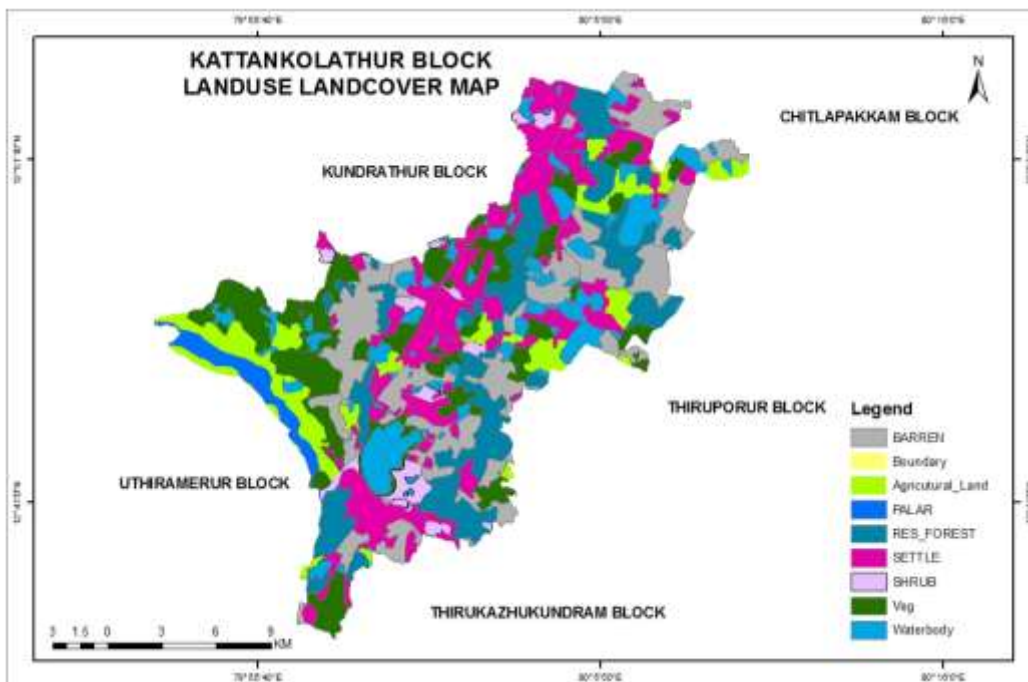 KATTANKOLATHUR BLOCK
LANDUSE LANDCOVER MAP
N
CHITLAPAKKAM BLOCK
KUNDRATHUR BLOCK
THIRUPORUR BLOCK
UTHIRAMERUR BLOCK
THIRUKAZHUKUNDRAM BLOCK
Legend
BARREN
Boundary
Agricutural_Land
PALAR
RES_FOREST
SETTLE
SHRUB
Veg
Waterbody
3 1.5 0 3 6 9
KM